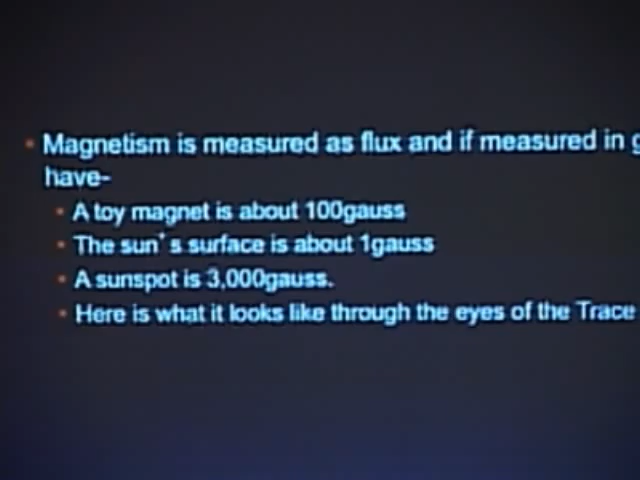 Magnetism is measured as flux and if measured in
have-
A toy magnet is about 100gauss
The sun's surface is about 1gauss
A sunspot is 3,000gauss.
Here is what it looks like through the eyes of the Trace